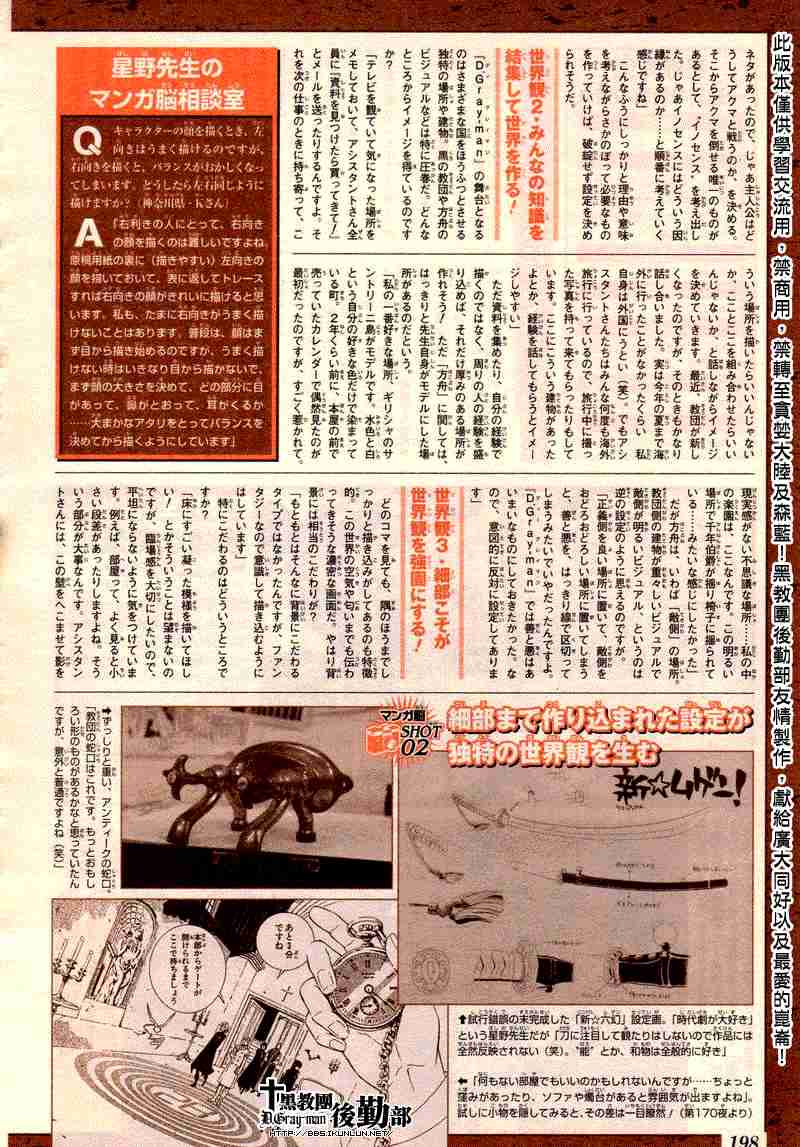 ネタがあったので、じゃあ主人公はど
うしてアクマと戦うのか、を決める。
そこからアクマを倒せる唯一のものが
あるとして、“イノセンス”を考え出し
た。じゃあイノセンスにはどういう因
縁があるのか……と順番に考えていく
感じですね」
こんなふうにしっかりと理由や意味
を考えながらさかのぼって必要なもの
を作っていけば、破綻せず設定を決め
られそうだ。
世界観2・みんなの知識を
結集して世界を作る!
『D.Gray-man』の舞台となる
のはさまざまな国をほうふつとさせる
独特の場所や建物。黒の教団や方舟の
ビジュアルなどは特に圧巻だ。どんな
ところからイメージを得ているのです
か?
「テレビを観ていて気になった場所を
メモしておいて、アシスタントさん全
員に『資料を見つけたら買ってきて!』
とメールを送ったりするんですよ。そ
れを次の仕事のときに持ち寄って、こ
星野先生の
マンガ脳相談室
Q キャラクターの顔を描くとき、左
向きはうまく描けるのですが、
右向きを描くと、バランスがおかしくなっ
てしまいます。どうしたら左右同じように
描けますか?(神奈川県・Kさん)
A 「右利きの人にとって、右向き
の顔を描くのは難しいですよね。
原稿用紙の裏に(描きやすい)左向きの
顔を描いておいて、表に返してトレース
すれば右向きの顔がきれいに描けると思
います。私も、たまに右向きがうまく描
けないことはあります。普段は、顔はま
ず目から描き始めるのですが、うまく描
けない時はいきなり目から描かないで、
まず顔の大きさを決めて、どの部分に目
があって、鼻がとおって、耳がくるか
……大まかなアタリをとってバランスを
決めてから描くようにしています」
ういう場所を描いたらいいんじゃない
か、こことここを組み合わせたらいい
んじゃないか、と話しながらイメージ
を決めていきます。最近、教団が新し
くなったのですが、そのときもかなり
話し合いました。実は今年の夏まで海
外に行ったことがなかったくらい、私
自身は外国にうとい(笑)。でもアシ
スタントさんたちはみんな何度も海外
旅行に行っているので、旅行中に撮っ
た写真を持って来てもらったりもして
います。ここにこういう建物があった
よとか、経験を話してもらうとイメー
ジしやすい」
ただ資料を集めたり、自分の経験で
描くのではなく、周りの人の経験を盛
り込めば、それだけ厚みのある場所が
作れそう! ただ「方舟」に関しては、
はっきりと先生自身がモデルにした場
所があるのだという。
「私の一番好きな場所、ギリシャのサ
ントリーニ島がモデルです。水色と白
という自分の好きな色だけで染まって
いる町。2年くらい前に、本屋の前で
売っていたカレンダーで偶然見たのが
最初だったのですが、すごく惹かれて。
現実感がない不思議な場所……私の中
の楽園は、ここなんです。この明るい
場所で千年伯爵が揺り椅子に揺られて
いる……みたいな感じにしたかった」
だが方舟は、いわば「敵側」の場所。
教団側の建物が重々しいビジュアルで
敵側が明るいビジュアル、というのは
逆の設定のように思えるのですが。
「正義側を良い場所に置いて、敵側を
おどろおどろしい場所に置いてしまう
と、善と悪を、はっきり線で区切って
しまうみたいでいやだったんですよ。
『D.Gray-man』では善と悪はあ
いまいなものにしておきたかった。な
ので、意図的に反対に設定してありま
す」
世界観3・細部こそが
世界観を強固にする!
どのコマを見ても、隅のほうまでし
っかりと描き込みがしてあるのも特徴
的。この世界の空気や匂いまでも伝わ
ってきそうな濃密な画面だ。やはり背
景には相当のこだわりが?
「もともとはそんなに背景にこだわる
タイプではなかったんですが、ファン
タジーなので意識して描き込むように
はしています」
特にこだわるのはどういうところで
すか?
「床にすごい凝った模様を描いてほし
い! とかそういうことは望まないの
ですが、臨場感を大切にしたいので、
平坦にならないように気をつけていま
す。例えば、部屋って、よく見ると小
さい段差があったりしますよね。そう
いう部分が大事なんです。アシスタン
トさんには、この壁をへこませて影を
マンガ脳
SHOT
02
細部まで作り込まれた設定が
独特の世界観を生む
新☆ムゲン!
➡ずっしりと重い、アンティークの蛇口。
「教団の蛇口はこれです。もっとおもし
ろい形のものがあるかなと思っていたん
ですが、意外と普通ですよね(笑)」
あと3分
ですね
本部からゲートが
開けられるまで
ここで待ちましょう
⬆試行錯誤の未完成した「新☆六幻」設定画。「時代劇が大好き」
という星野先生だが「刀に注目して観たりはしないので作品には
全然反映されない(笑)。“能”とか、和物は全般的に好き」
⬅「何もない部屋でもいいのかもしれないんですが……ちょっと
窪みがあったり、ソファや燭台があると雰囲気が出ますよね」。
試しに小物を隠してみると、その差は一目瞭然!(第170夜より)
黑教團
D.Gray-man
後勤部
HTTP://BBS.IKUNLUN.NET/
198
此版本僅供學習交流用,禁商用,禁轉至貪婪大陸及森藍!黑教團後勤部友情製作,獻給廣大同好以及最愛的崑崙!